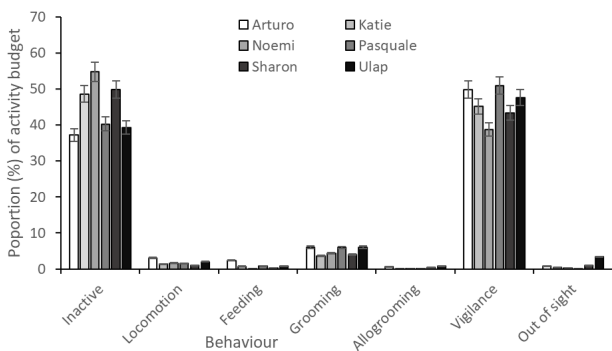 Poportion (%) of activity budget
70
60
50
40
30
20
10
0
Arturo
Katie
Noemi
Pasquale
Sharon
Ulap
Inactive
Locomotion
Feeding
Grooming
Allogrooming
Vigilance
Out of sight
Behaviour